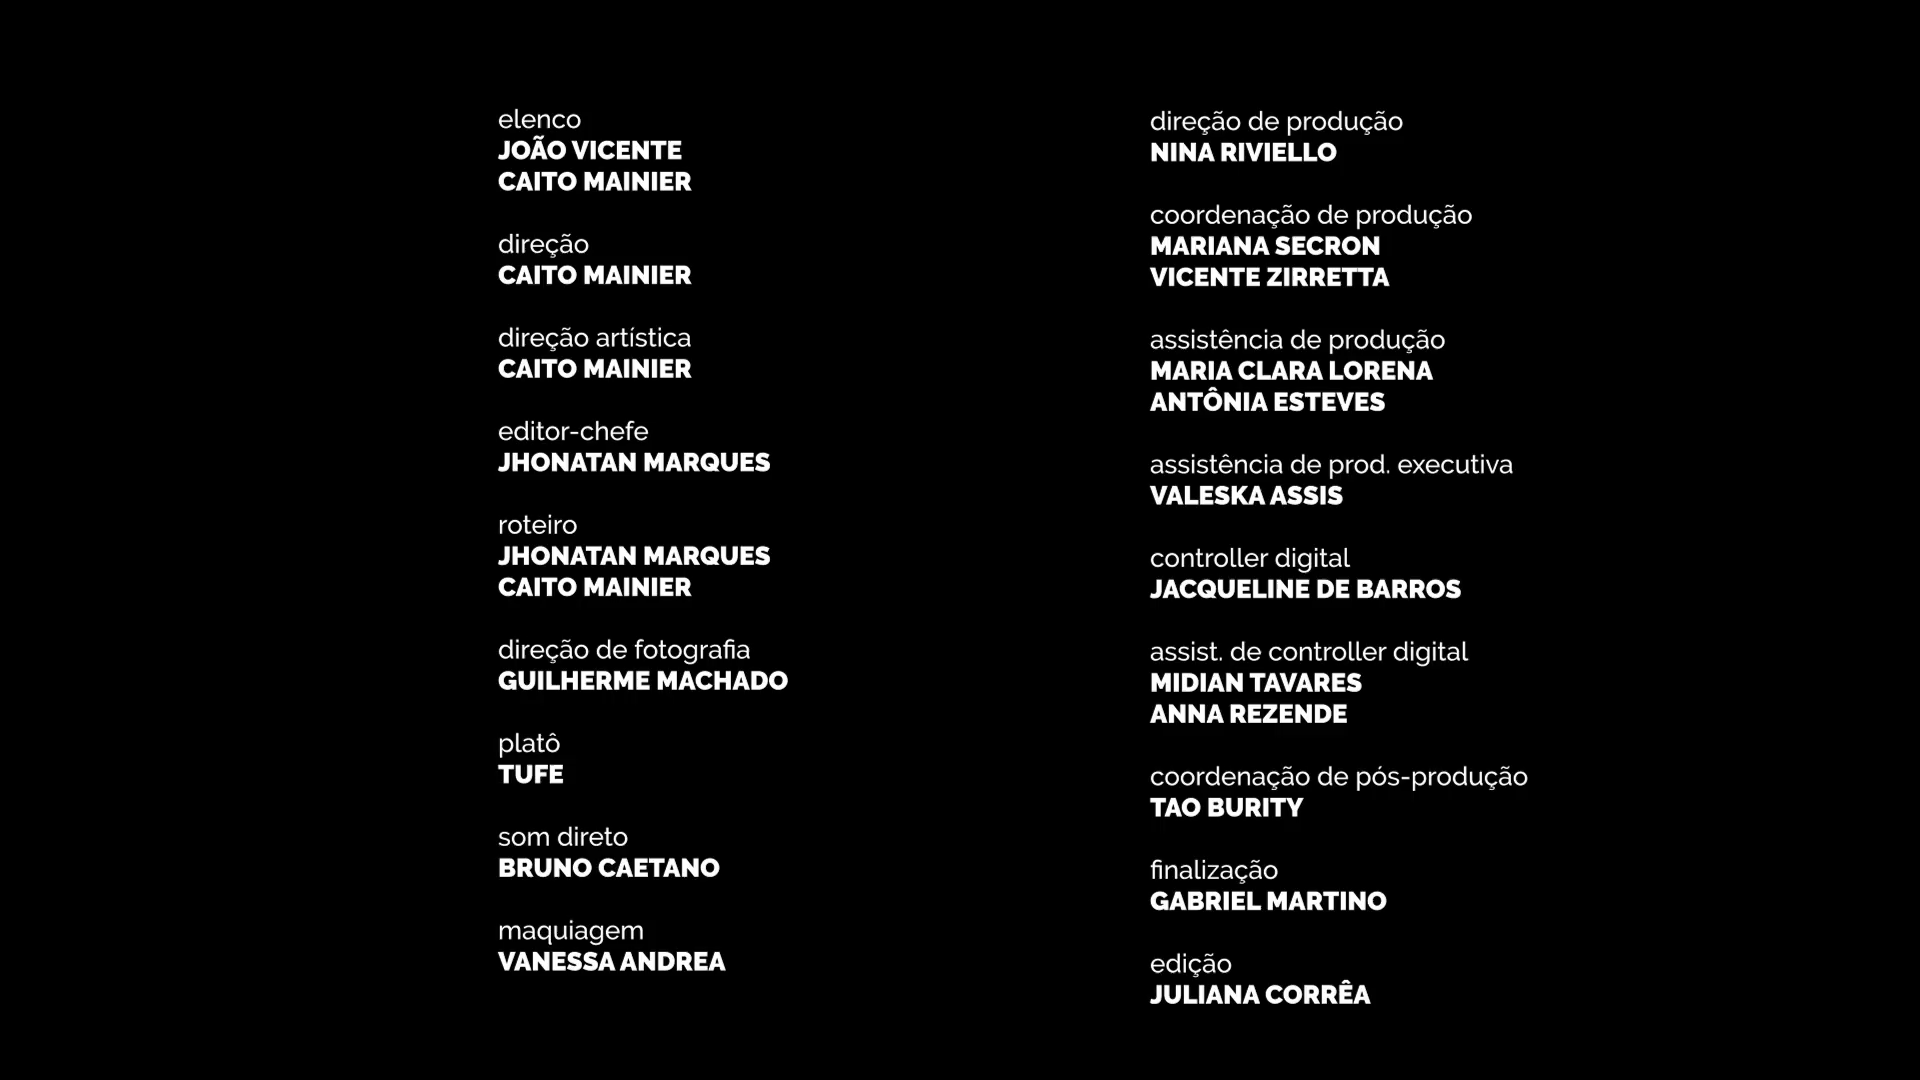 elenco
JOÃO VICENTE
CAITO MAINIER
direção
CAITO MAINIER
direção artística
CAITO MAINIER
editor-chefe
JHONATAN MARQUES
roteiro
JHONATAN MARQUES
CAITO MAINIER
direção de fotografia
GUILHERME MACHADO
platô
TUFE
som direto
BRUNO CAETANO
maquiagem
VANESSA ANDREA
direção de produção
NINA RIVIELLO
coordenação de produção
MARIANA SECRON
VICENTE ZIRRETTA
assistência de produção
MARIA CLARA LORENA
ANTÔNIA ESTEVES
assistência de prod. executiva
VALESKA ASSIS
controller digital
JACQUELINE DE BARROS
assist. de controller digital
MIDIAN TAVARES
ANNA REZENDE
coordenação de pós-produção
TAO BURITY
finalização
GABRIEL MARTINO
edição
JULIANA CORRÊA